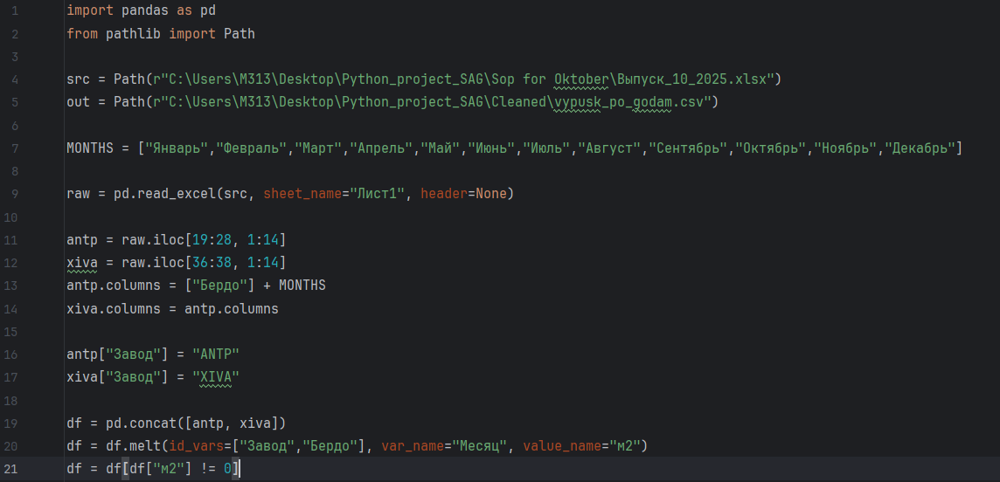 1 import pandas as pd
2 from pathlib import Path
3
4 src = Path(r"C:\Users\M313\Desktop\Python_project_SAG\Sop for Oktober\Выпуск_10_2025.xlsx")
5 out = Path(r"C:\Users\M313\Desktop\Python_project_SAG\Cleaned\vypusk_po_godam.csv")
6
7 MONTHS = ["Январь","Февраль","Март","Апрель","Май","Июнь","Июль","Август","Сентябрь","Октябрь","Ноябрь","Декабрь"]
8
9 raw = pd.read_excel(src, sheet_name="Лист1", header=None)
10
11 antp = raw.iloc[19:28, 1:14]
12 xiva = raw.iloc[36:38, 1:14]
13 antp.columns = ["Бердо"] + MONTHS
14 xiva.columns = antp.columns
15
16 antp["Завод"] = "ANTP"
17 xiva["Завод"] = "XIVA"
18
19 df = pd.concat([antp, xiva])
20 df = df.melt(id_vars=["Завод","Бердо"], var_name="Месяц", value_name="м2")
21 df = df[df["м2"] != 0]